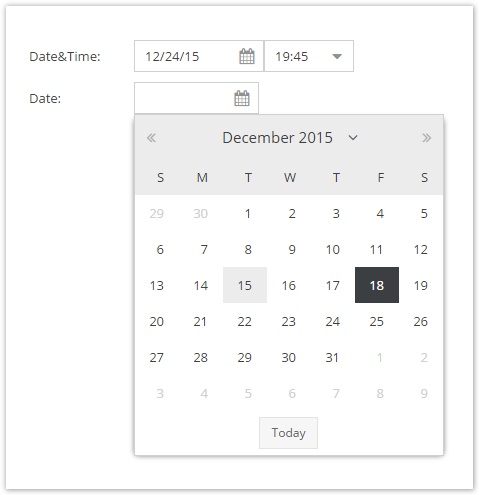 Date&Time: 12/24/15 19:45
Date:
December 2015
S M T W T F S
29 30 1 2 3 4 5
6 7 8 9 10 11 12
13 14 15 16 17 18 19
20 21 22 23 24 25 26
27 28 29 30 31 1 2
3 4 5 6 7 8 9
Today